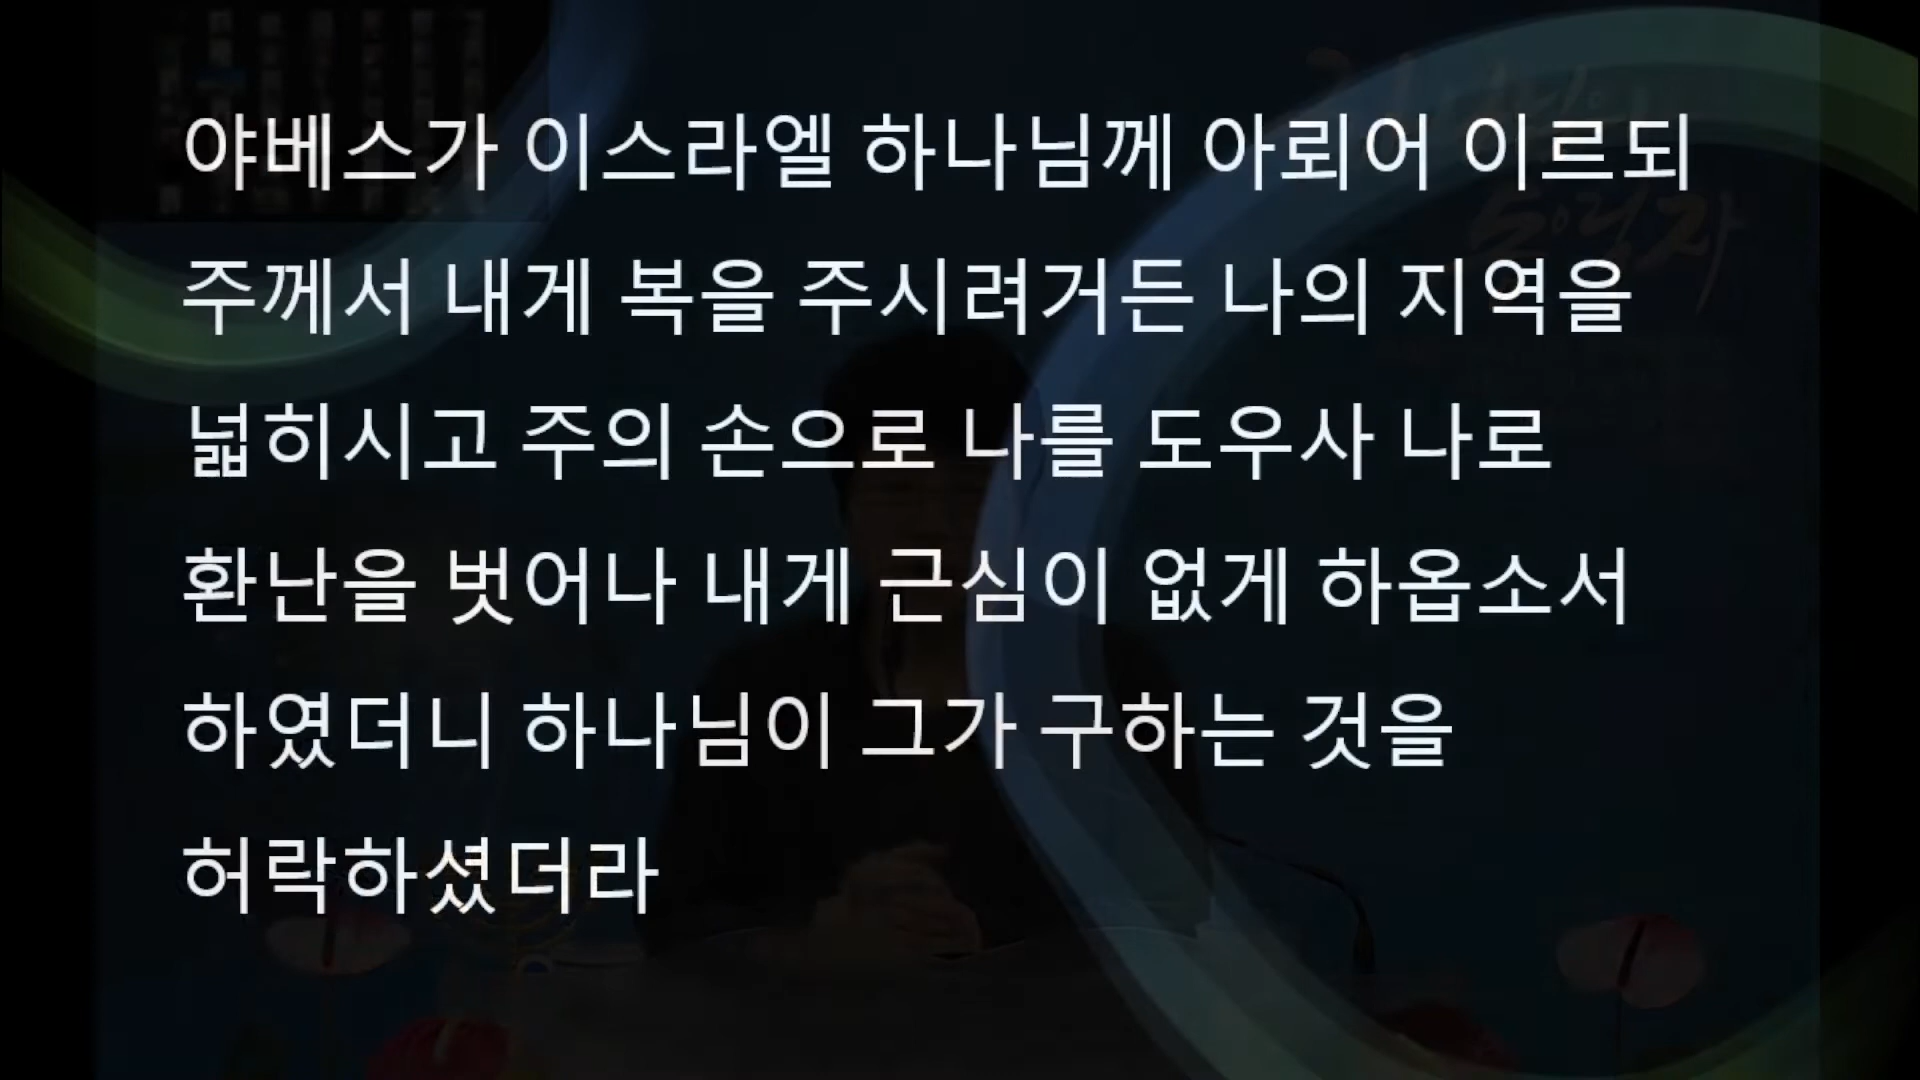 야베스가 이스라엘 하나님께 아뢰어 이르되
주께서 내게 복을 주시려거든 나의 지역을
넓히시고 주의 손으로 나를 도우사 나로
환난을 벗어나 내게 근심이 없게 하옵소서
하였더니 하나님이 그가 구하는 것을
허락하셨더라